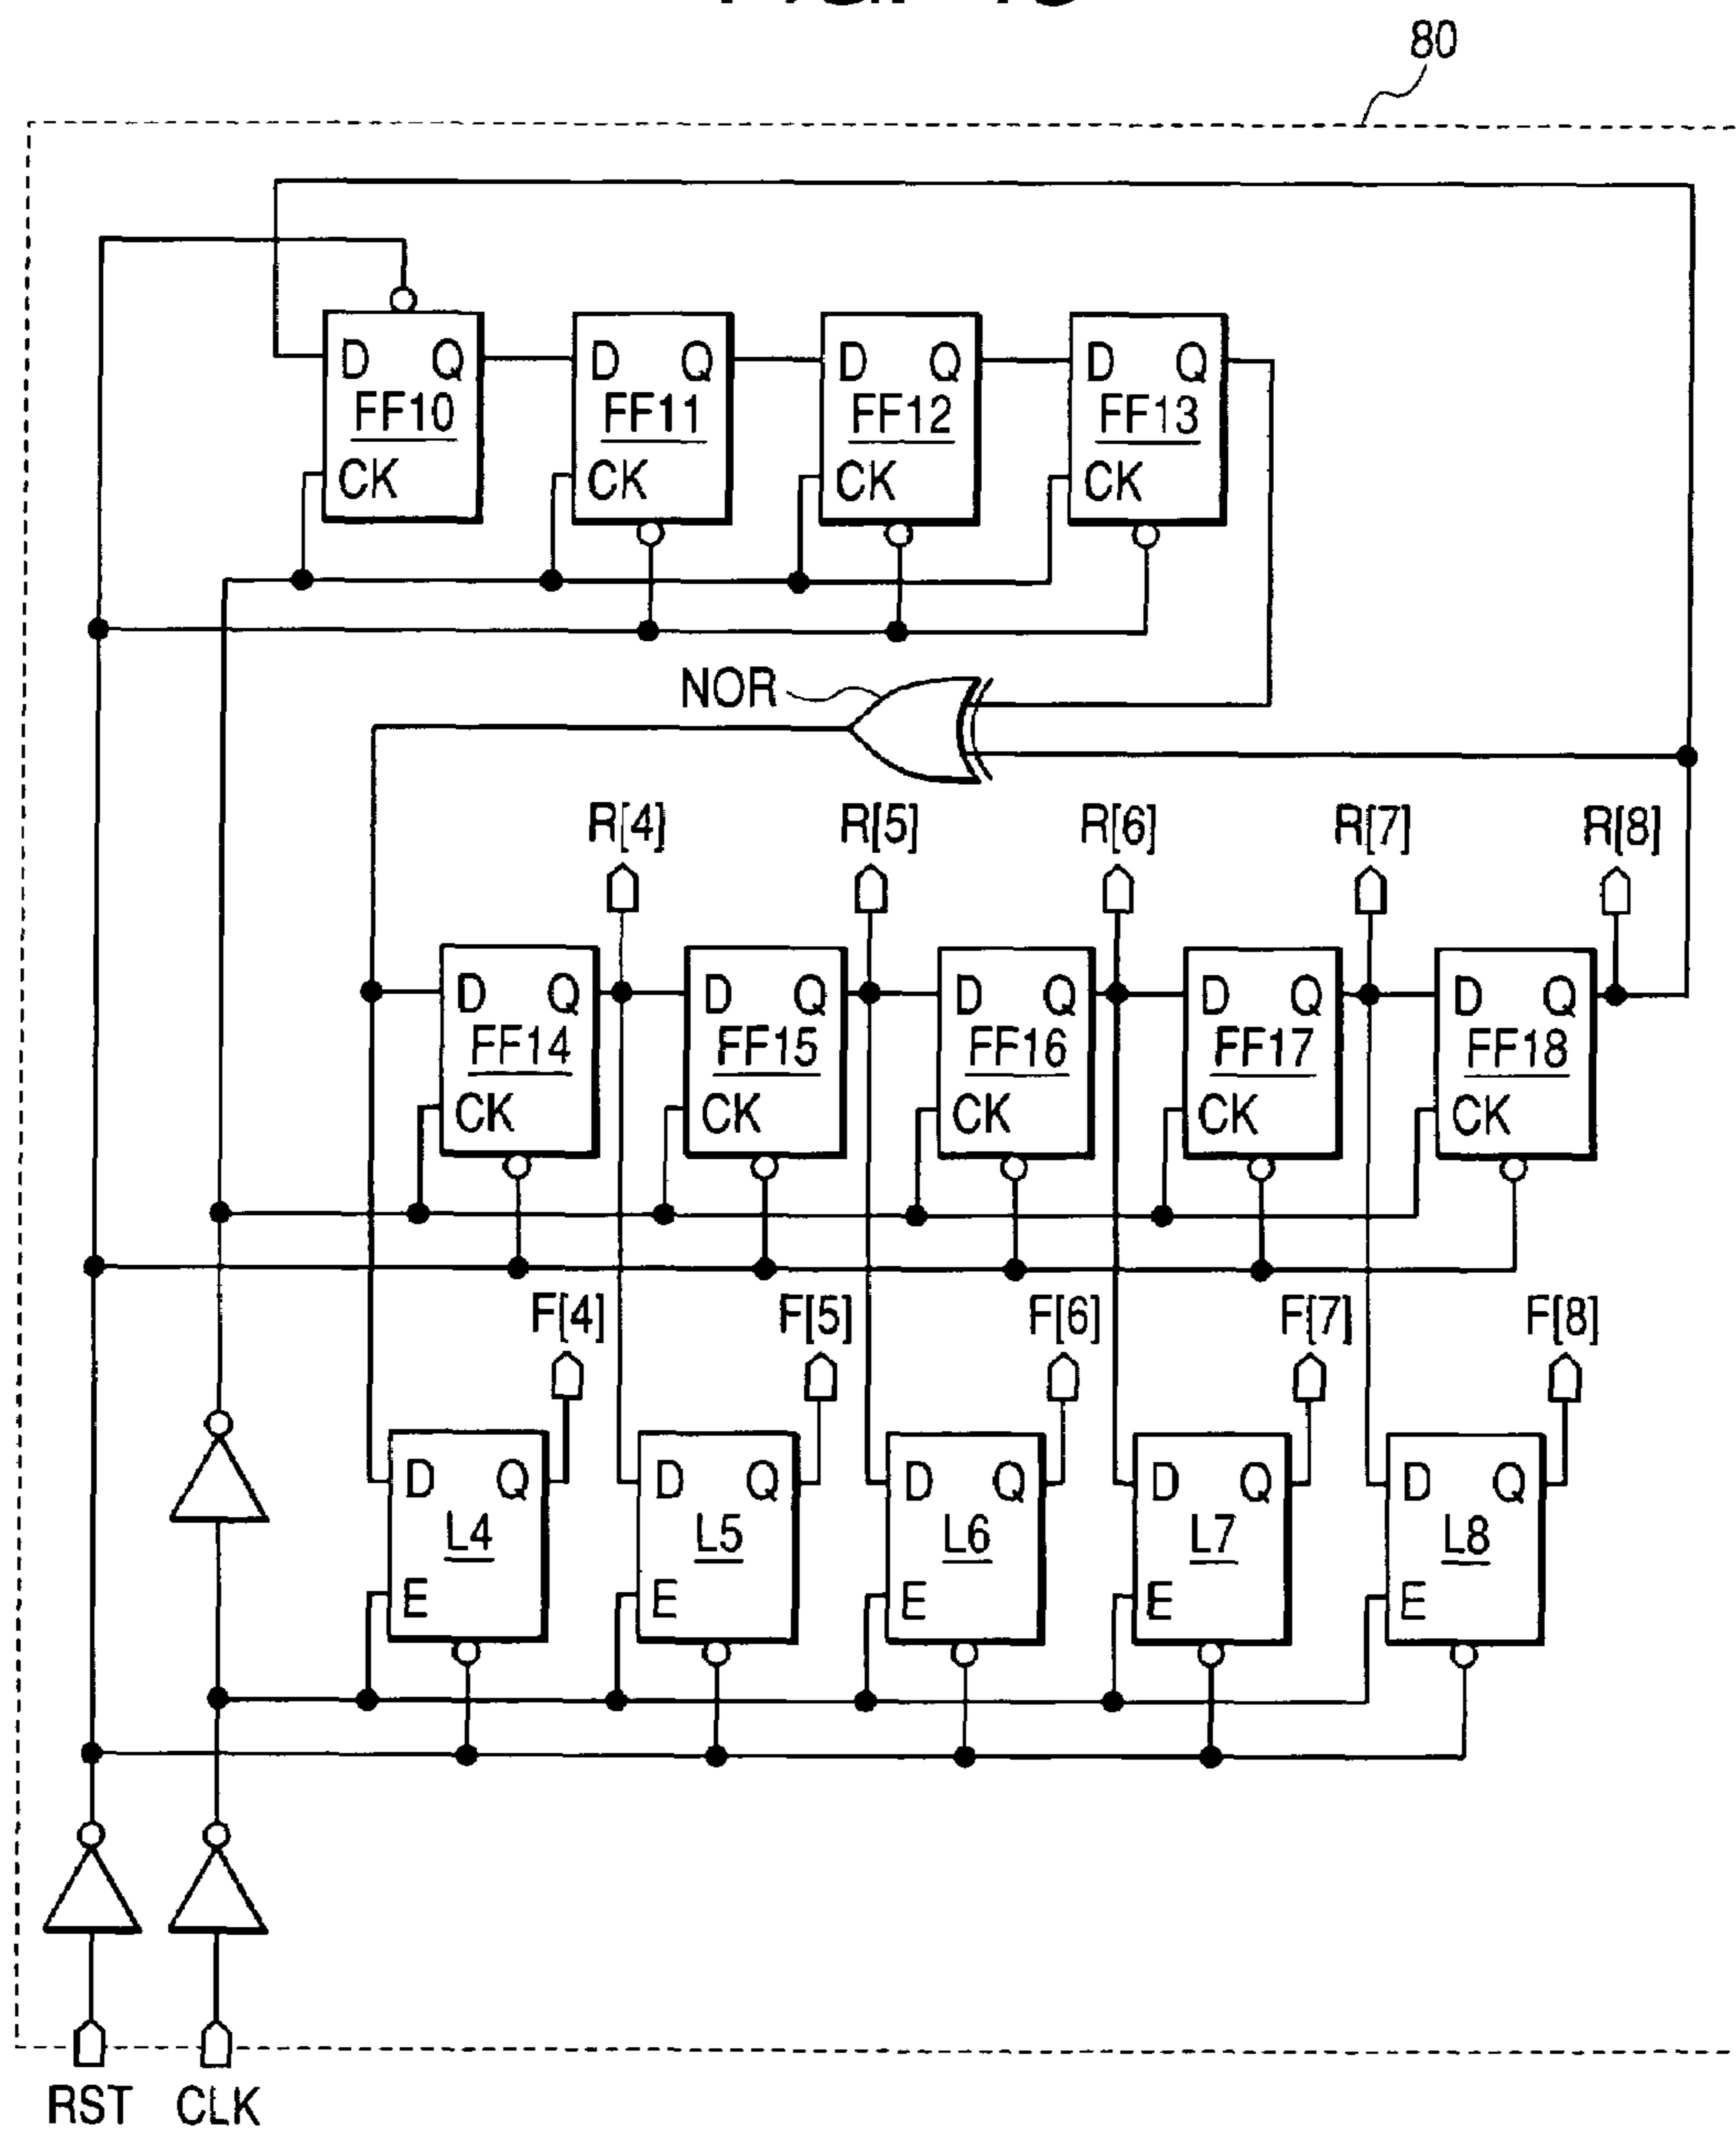 80
D Q D Q D Q D Q
FF10 FF11 FF12 FF13
CK CK CK CK
NOR
R[4] R[5] R[6] R[7] R[8]
D Q D Q D Q D Q D Q
FF14 FF15 FF16 FF17 FF18
CK CK CK CK CK
F[4] F[5] F[6] F[7] F[8]
D Q D Q D Q D Q D Q
L4 L5 L6 L7 L8
E E E E E
RST CLK